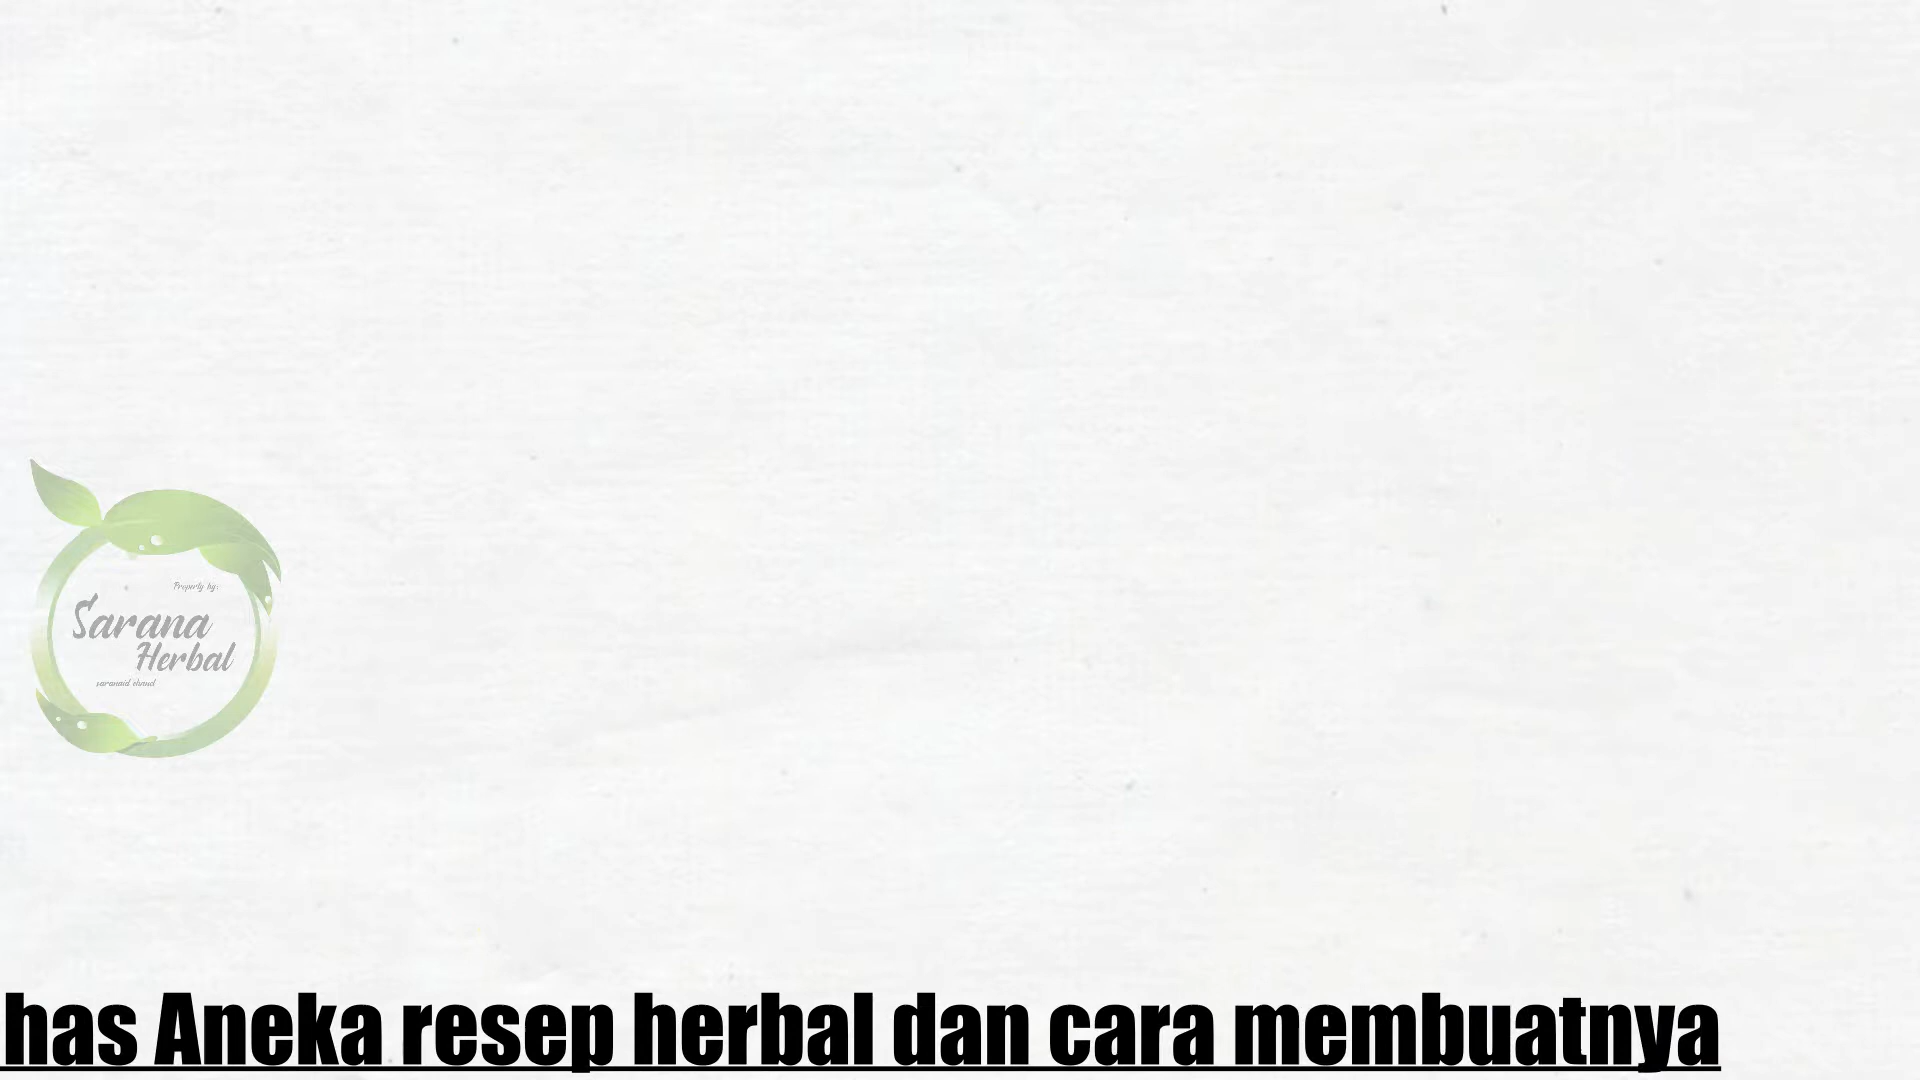 Property by:
Sarana
Herbal
has Aneka resep herbal dan cara membuatnya